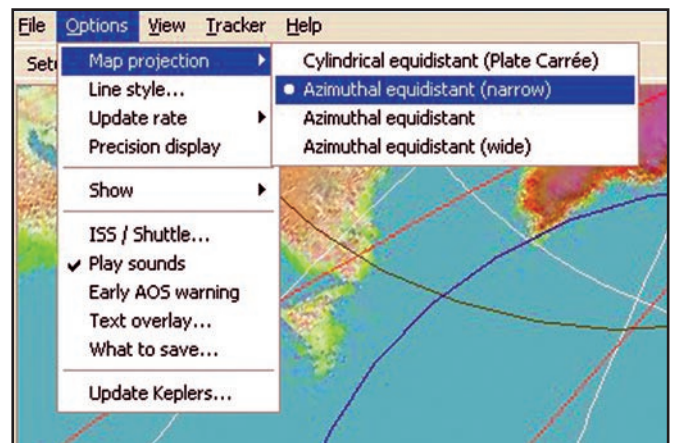 File Options View Tracker Help
Set
Map projection
Line style...
Update rate
Precision display
Show
ISS / Shuttle...
Play sounds
Early AOS warning
Text overlay...
What to save...
Update Keplers...
Cylindrical equidistant (Plate Carrée)
Azimuthal equidistant (narrow)
Azimuthal equidistant
Azimuthal equidistant (wide)